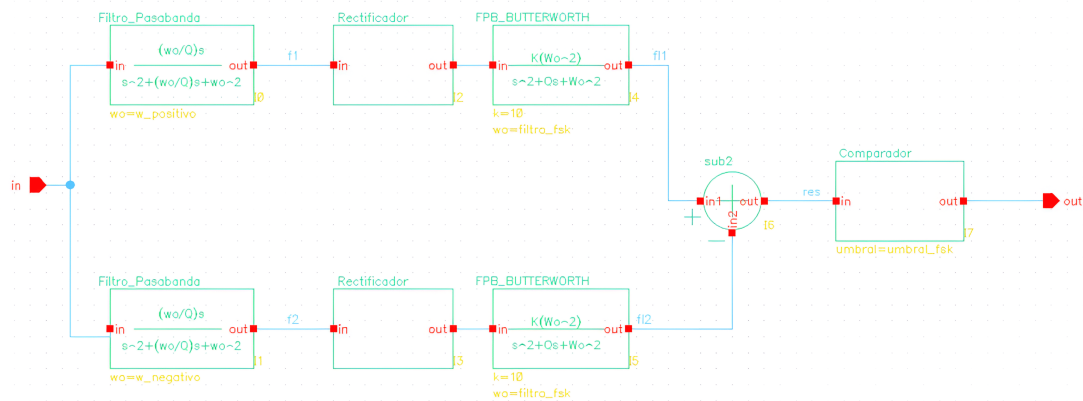 Filtro_Pasabanda
(wo/Q)s
s^2+(wo/Q)s+wo^2
in
out
I0
wo=w_positivo
f1
Rectificador
in
out
I2
FPB_BUTTERWORTH
K(Wo^2)
s^2+Os+Wo^2
in
out
I4
k=10
wo=filtro_fsk
fl1
in
sub2
in1
out
in2
+
−
I6
res
Comparador
in
out
I7
umbral=umbral_fsk
out
Filtro_Pasabanda
(wo/Q)s
s^2+(wo/Q)s+wo^2
in
out
I1
wo=w_negativo
f2
Rectificador
in
out
I3
FPB_BUTTERWORTH
K(Wo^2)
s^2+Os+Wo^2
in
out
I5
k=10
wo=filtro_fsk
fl2